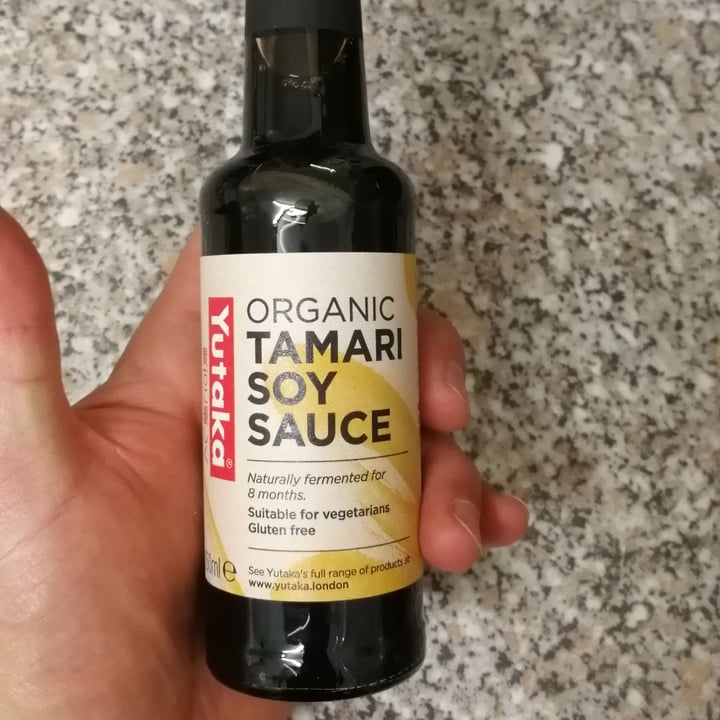 Yutaka®
ORGANIC
TAMARI
SOY
SAUCE
Naturally fermented for
8 months.
Suitable for vegetarians
Gluten free
50ml e
See Yutaka's full range of products at:
www.yutaka.london